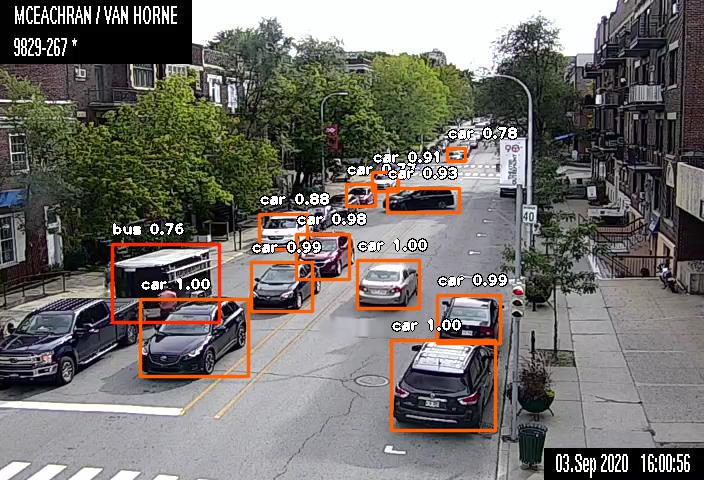 MCEACHRAN / VAN HORNE
9829-267 *
car 0.78
car 0.91
car 0.93
car 0.88
car 0.98
bus 0.76
car 0.99
car 1.00
car 1.00
car 0.99
car 1.00
40
03.Sep 2020 16:00:56